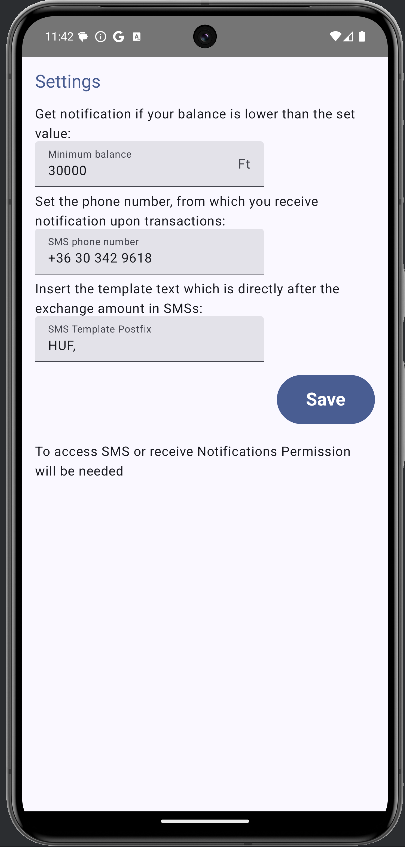 11:42
Settings
Get notification if your balance is lower than the set
value:
Minimum balance
30000 Ft
Set the phone number, from which you receive
notification upon transactions:
SMS phone number
+36 30 342 9618
Insert the template text which is directly after the
exchange amount in SMSs:
SMS Template Postfix
HUF,
Save
To access SMS or receive Notifications Permission
will be needed